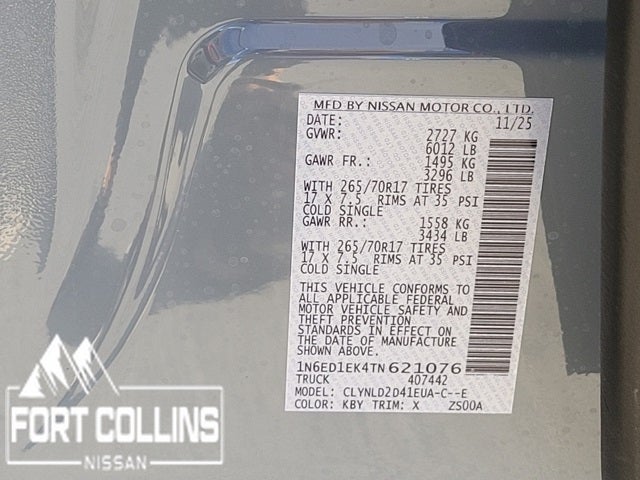 MFD BY NISSAN MOTOR CO., LTD.
DATE: 11/25
GVWR: 2727 KG
6012 LB
GAWR FR.: 1495 KG
3296 LB
WITH 265/70R17 TIRES
17 X 7.5 RIMS AT 35 PSI
COLD SINGLE
GAWR RR.: 1558 KG
3434 LB
WITH 265/70R17 TIRES
17 X 7.5 RIMS AT 35 PSI
COLD SINGLE
THIS VEHICLE CONFORMS TO
ALL APPLICABLE FEDERAL
MOTOR VEHICLE SAFETY AND
THEFT PREVENTION
STANDARDS IN EFFECT ON
THE DATE OF MANUFACTURE
SHOWN ABOVE.
1N6ED1EK4TN621076
TRUCK 407442
MODEL: CLYNLD2D41EUA-C--E
COLOR: KBY TRIM: X ZS00A
FORT COLLINS
NISSAN